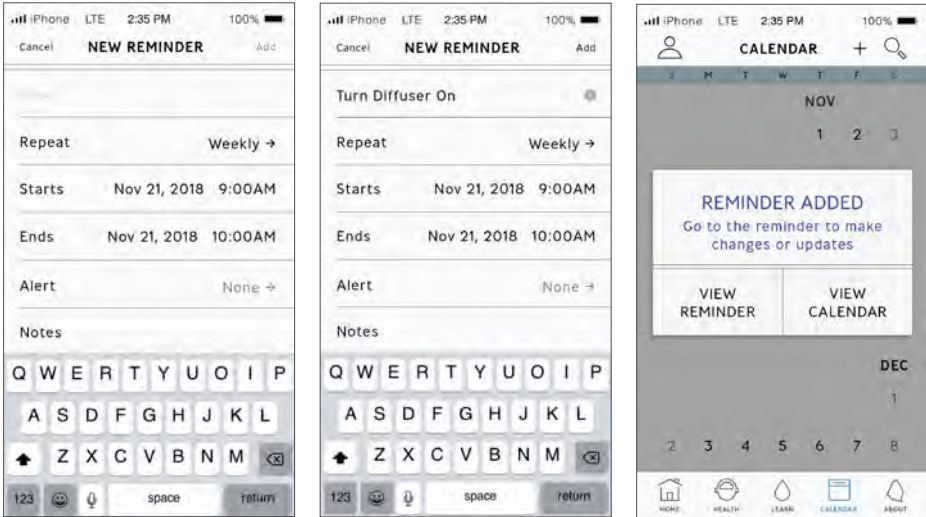 iPhone LTE 2:35 PM 100%
Cancel NEW REMINDER Add
Repeat Weekly →
Starts Nov 21, 2018 9:00AM
Ends Nov 21, 2018 10:00AM
Alert None →
Notes
Q W E R T Y U O I P
A S D F G H J K L
Z X C V B N M
123 space return
iPhone LTE 2:35 PM 100%
Cancel NEW REMINDER Add
Turn Diffuser On
Repeat Weekly →
Starts Nov 21, 2018 9:00AM
Ends Nov 21, 2018 10:00AM
Alert None →
Notes
Q W E R T Y U O I P
A S D F G H J K L
Z X C V B N M
123 space return
iPhone LTE 2:35 PM 100%
CALENDAR +
S M T W T F S
NOV
1 2 3
REMINDER ADDED
Go to the reminder to make
changes or updates
VIEW
REMINDER
VIEW
CALENDAR
DEC
1
2 3 4 5 6 7 8
HOME HEALTH LEARN CALENDAR ABOUT